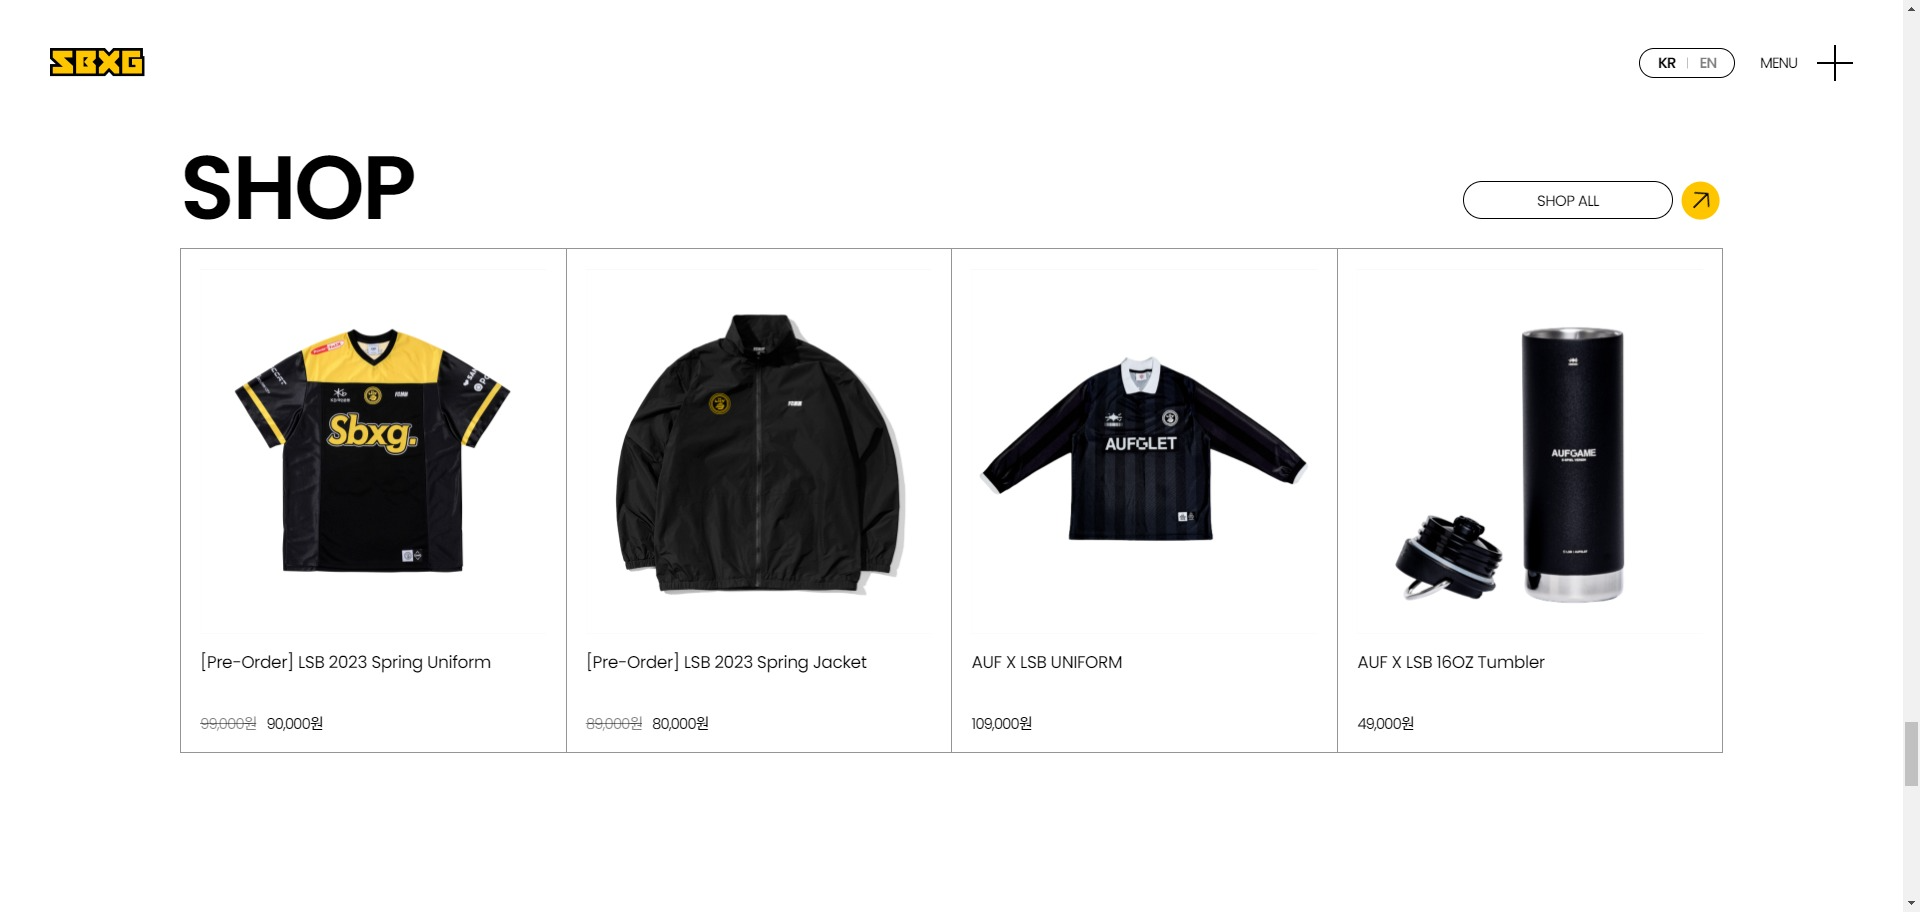 SBXG
KR | EN
MENU
SHOP
SHOP ALL
Sbxg.
AUFGLET
AUFGAME
[Pre-Order] LSB 2023 Spring Uniform
[Pre-Order] LSB 2023 Spring Jacket
AUF X LSB UNIFORM
AUF X LSB 16OZ Tumbler
99,000원 90,000원
89,000원 80,000원
109,000원
49,000원